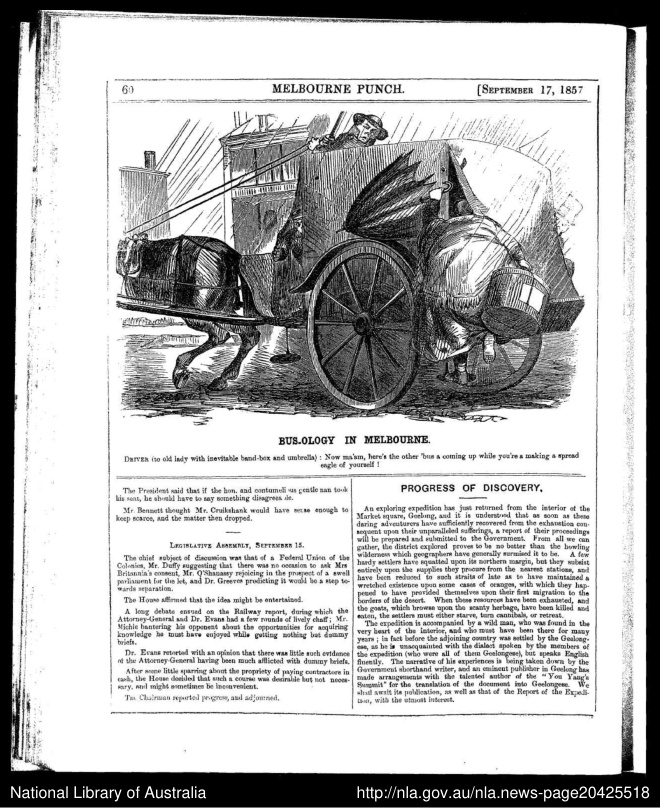 60
MELBOURNE PUNCH.
[SEPTEMBER 17, 1857
BUS-OLOGY IN MELBOURNE.
DRIVER (to old lady with inevitable band-box and umbrella) : Now ma'am, here's the other 'bus a coming up while you're a making a spread
eagle of yourself !
The President said that if the hon. and contumeli us gentle nan took
his seat, he should have to say something disagree
Mr. Bennett thought Mr. Cruikshank would have sense enough to
keep scarce, and the matter then dropped.
LEGISLATIVE ASSEMBLY, SEPTEMBER 15.
The chief subject of discussion was that of a Federal Union of the
Colonies, Mr. Duffy suggesting that there was no occasion to ask Mrs
Britannia's consent, Mr. O'Shanassy rejoicing in the prospect of a swell
parliament for the lot, and Dr. Greeves predicting it would be a step to-
wards separation.
The House affirmed that the idea might be entertained.
A long debate ensued on the Railway report, during which the
Attorney-General and Dr. Evans had a few rounds of lively chaff ; Mr.
Michie bantering his opponent about the opportunities for acquiring
knowledge he must have enjoyed while getting nothing but dummy
briefs.
Dr. Evans retorted with an opinion that there was little such evidence
of the Attorney-General having been much afflicted with dummy briefs.
After some little sparring about the propriety of paying contractors in
cash, the House decided that such a course was desirable but not neces-
sary, and might sometimes be inconvenient.
The Chairman reported progress, and adjourned.
PROGRESS OF DISCOVERY.
An exploring expedition has just returned from the interior of the
Market square, Geelong, and it is understood that as soon as these
daring adventurers have sufficiently recovered from the exhaustion con-
sequent upon their unparalleled sufferings, a report of their proceedings
will be prepared and submitted to the Government. From all we can
gather, the district explored proves to be no better than the howling
wilderness which geographers have generally surmised it to be. A few
hardy settlers have squatted upon its northern margin, but they subsist
entirely upon the supplies they procure from the nearest stations, and
have been reduced to such straits of late as to have maintained a
wretched existence upon some cases of oranges, with which they hap-
pened to have provided themselves upon their first migration to the
borders of the desert. When these resources have been exhausted, and
the goats, which browse upon the scanty herbage, have been killed and
eaten, the settlers must either starve, turn cannibals, or retreat.
The expedition is accompanied by a wild man, who was found in the
very heart of the interior, and who must have been there for many
years ; in fact before the adjoining country was settled by the Geelong-
ese, as he is unacquainted with the dialect spoken by the members of
the expedition (who were all of them Geelongese), but speaks English
fluently. The narrative of his experiences is being taken down by the
Government shorthand writer, and an eminent publisher in Geelong has
made arrangements with the talented author of the "You Yang's
Summit" for the translation of the document into Geelongese. We
shall await its publication, as well as that of the Report of the Expedi-
tion, with the utmost interest.
National Library of Australia
http://nla.gov.au/nla.news-page20425518